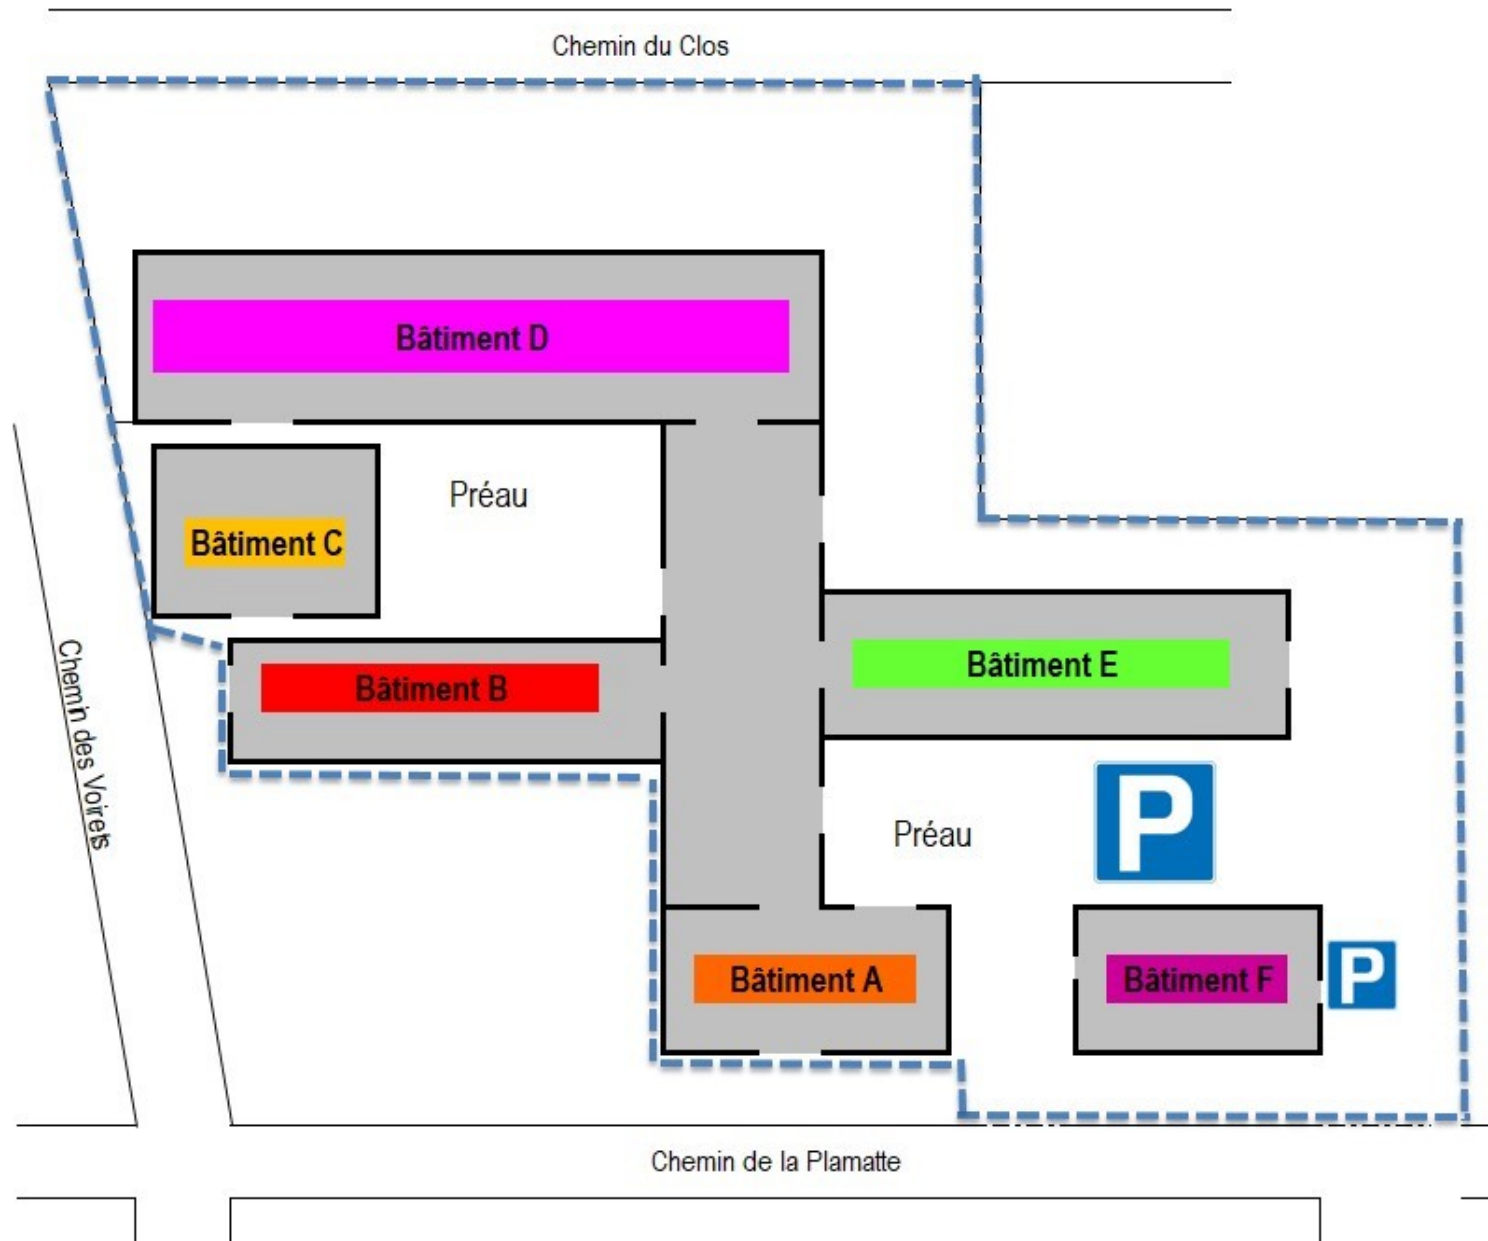 Chemin du Clos
Bâtiment D
Préau
Bâtiment C
Chemin des Voirets
Bâtiment B
Bâtiment E
P
Préau
Bâtiment A
Bâtiment F
P
Chemin de la Plamatte